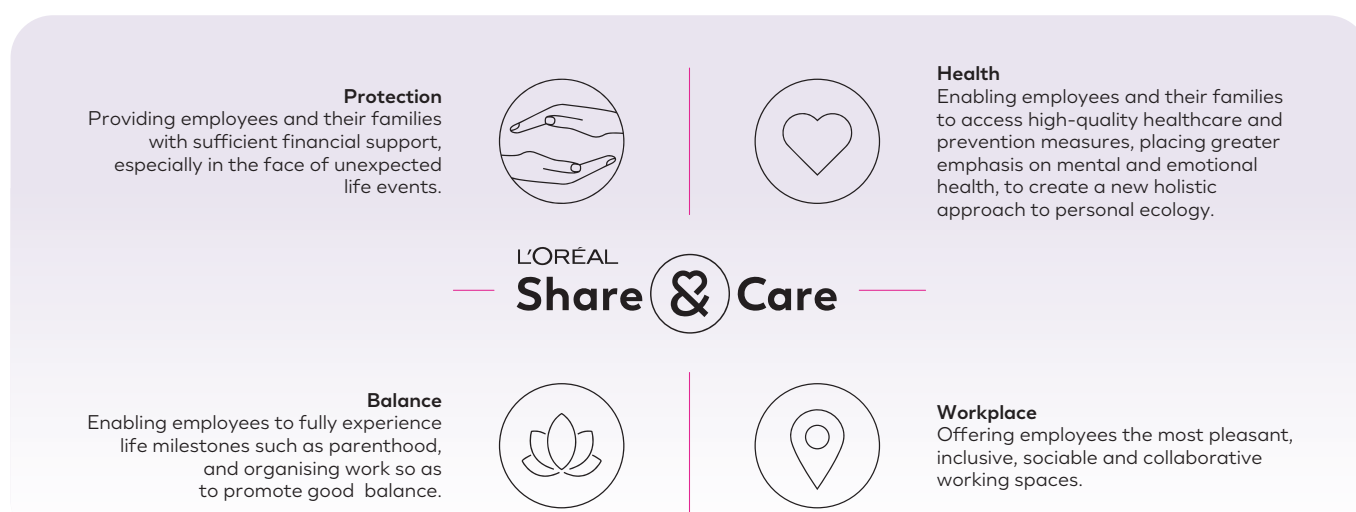 Protection
Providing employees and their families
with sufficient financial support,
especially in the face of unexpected
life events.
Health
Enabling employees and their families
to access high-quality healthcare and
prevention measures, placing greater
emphasis on mental and emotional
health, to create a new holistic
approach to personal ecology.
L'ORÉAL
Share & Care
Balance
Enabling employees to fully experience
life milestones such as parenthood,
and organising work so as
to promote good balance.
Workplace
Offering employees the most pleasant,
inclusive, sociable and collaborative
working spaces.